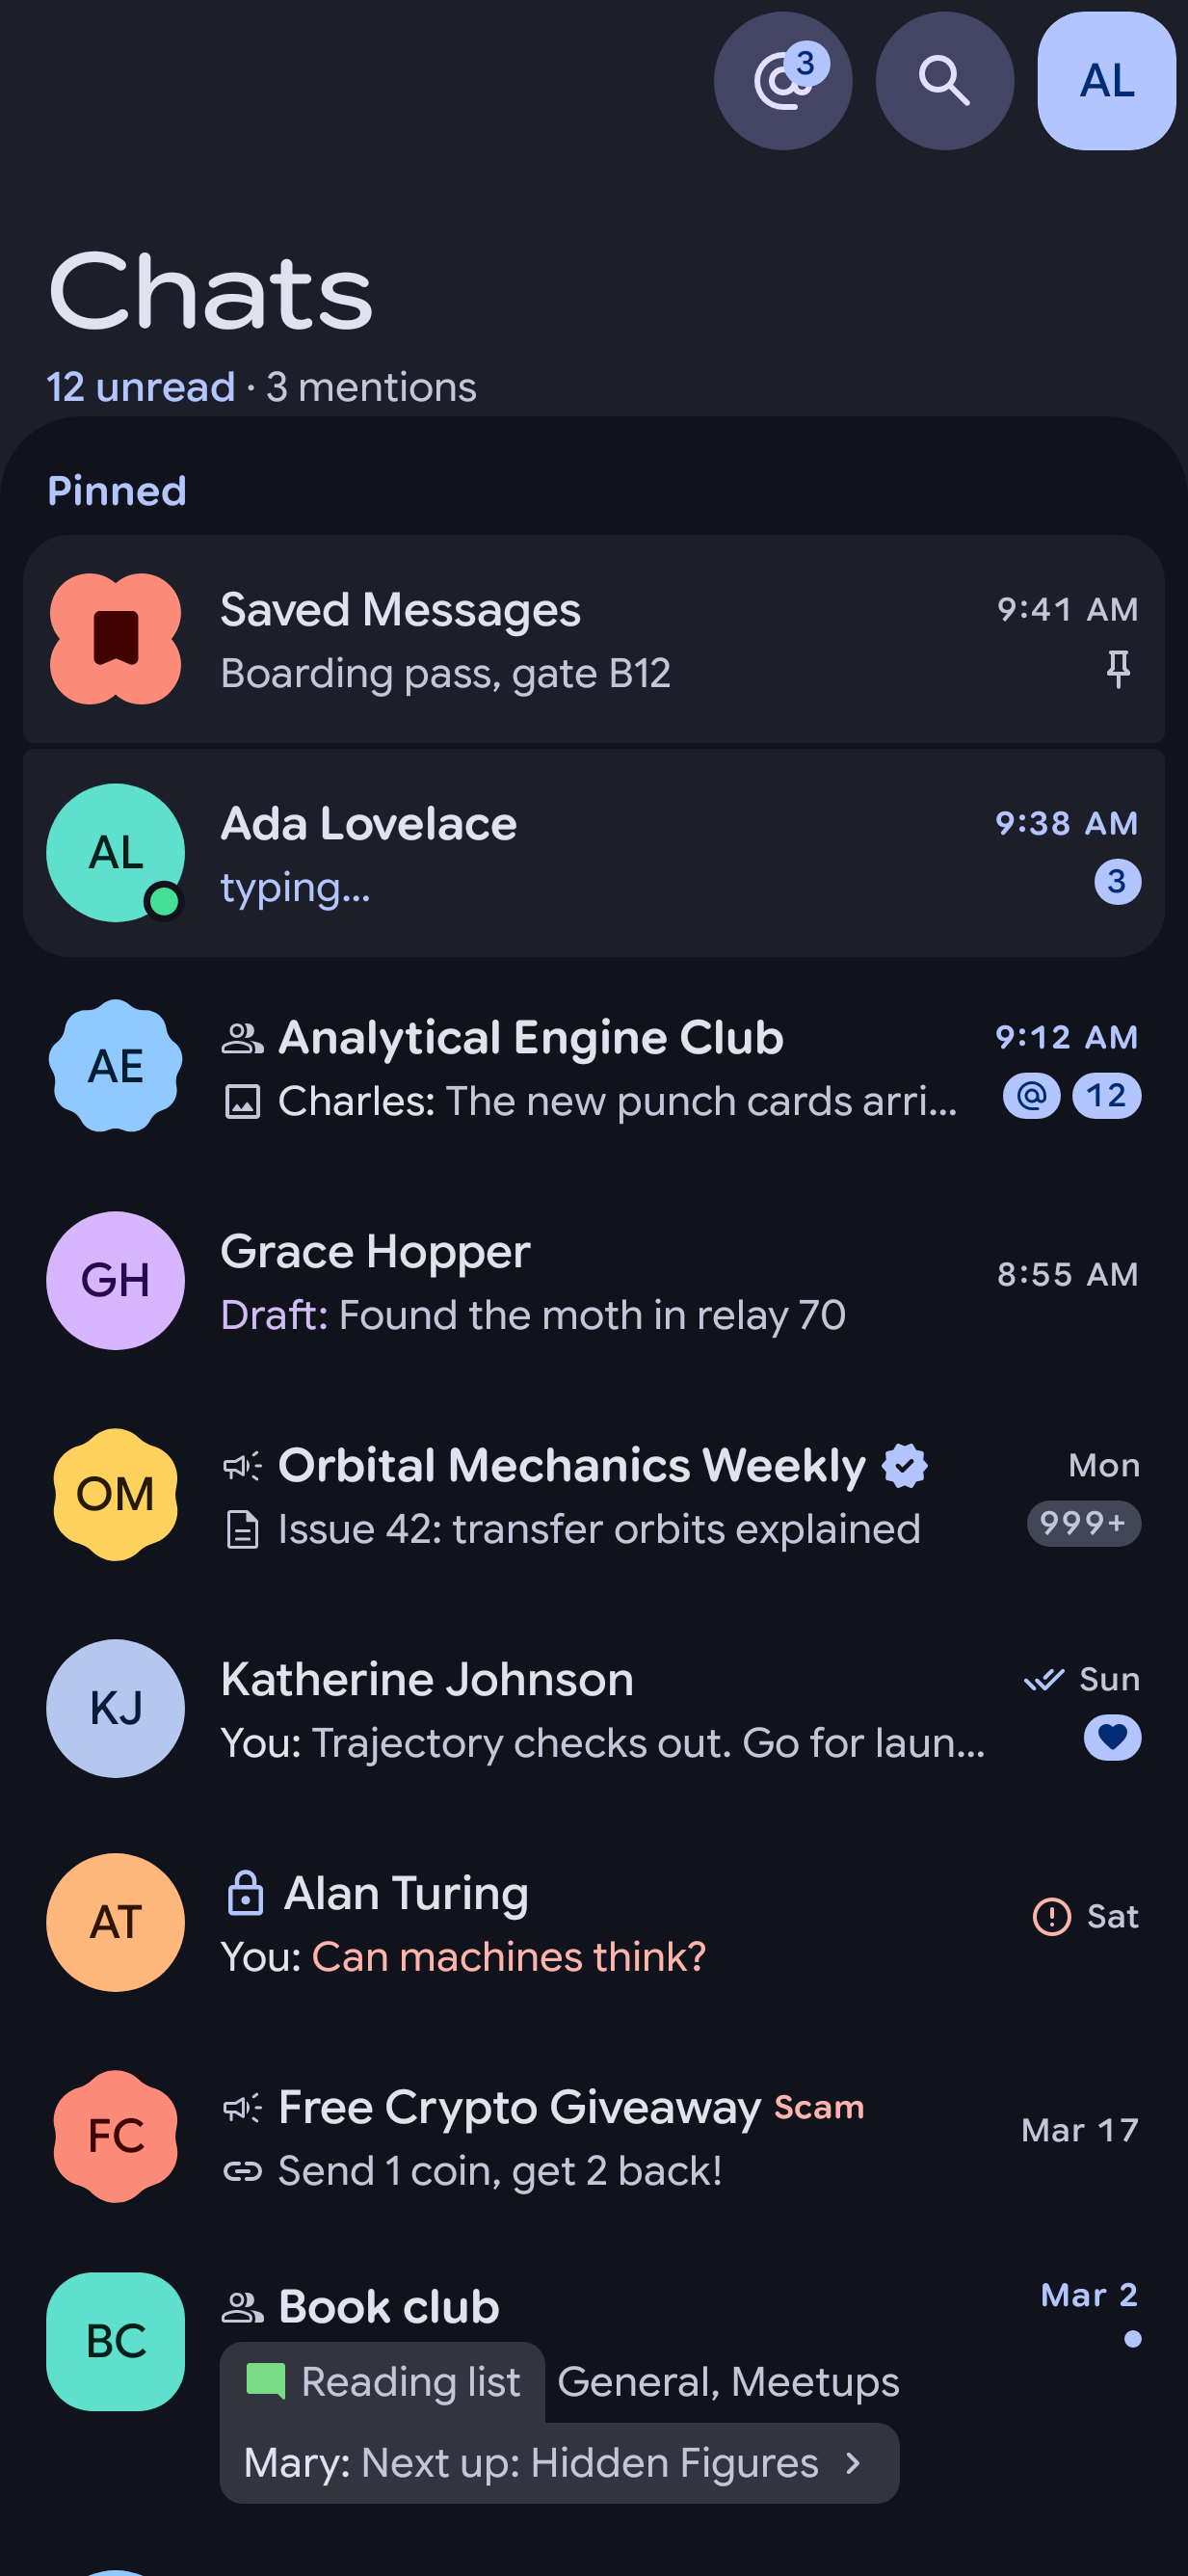 3
AL
Chats
12 unread · 3 mentions
Pinned
Saved Messages
9:41 AM
Boarding pass, gate B12
AL
Ada Lovelace
9:38 AM
typing...
3
AE
Analytical Engine Club
9:12 AM
Charles: The new punch cards arri...
@ 12
GH
Grace Hopper
8:55 AM
Draft: Found the moth in relay 70
OM
Orbital Mechanics Weekly
Mon
Issue 42: transfer orbits explained
999+
KJ
Katherine Johnson
Sun
You: Trajectory checks out. Go for laun...
AT
Alan Turing
Sat
You: Can machines think?
FC
Free Crypto Giveaway Scam
Mar 17
Send 1 coin, get 2 back!
BC
Book club
Mar 2
Reading list General, Meetups
Mary: Next up: Hidden Figures